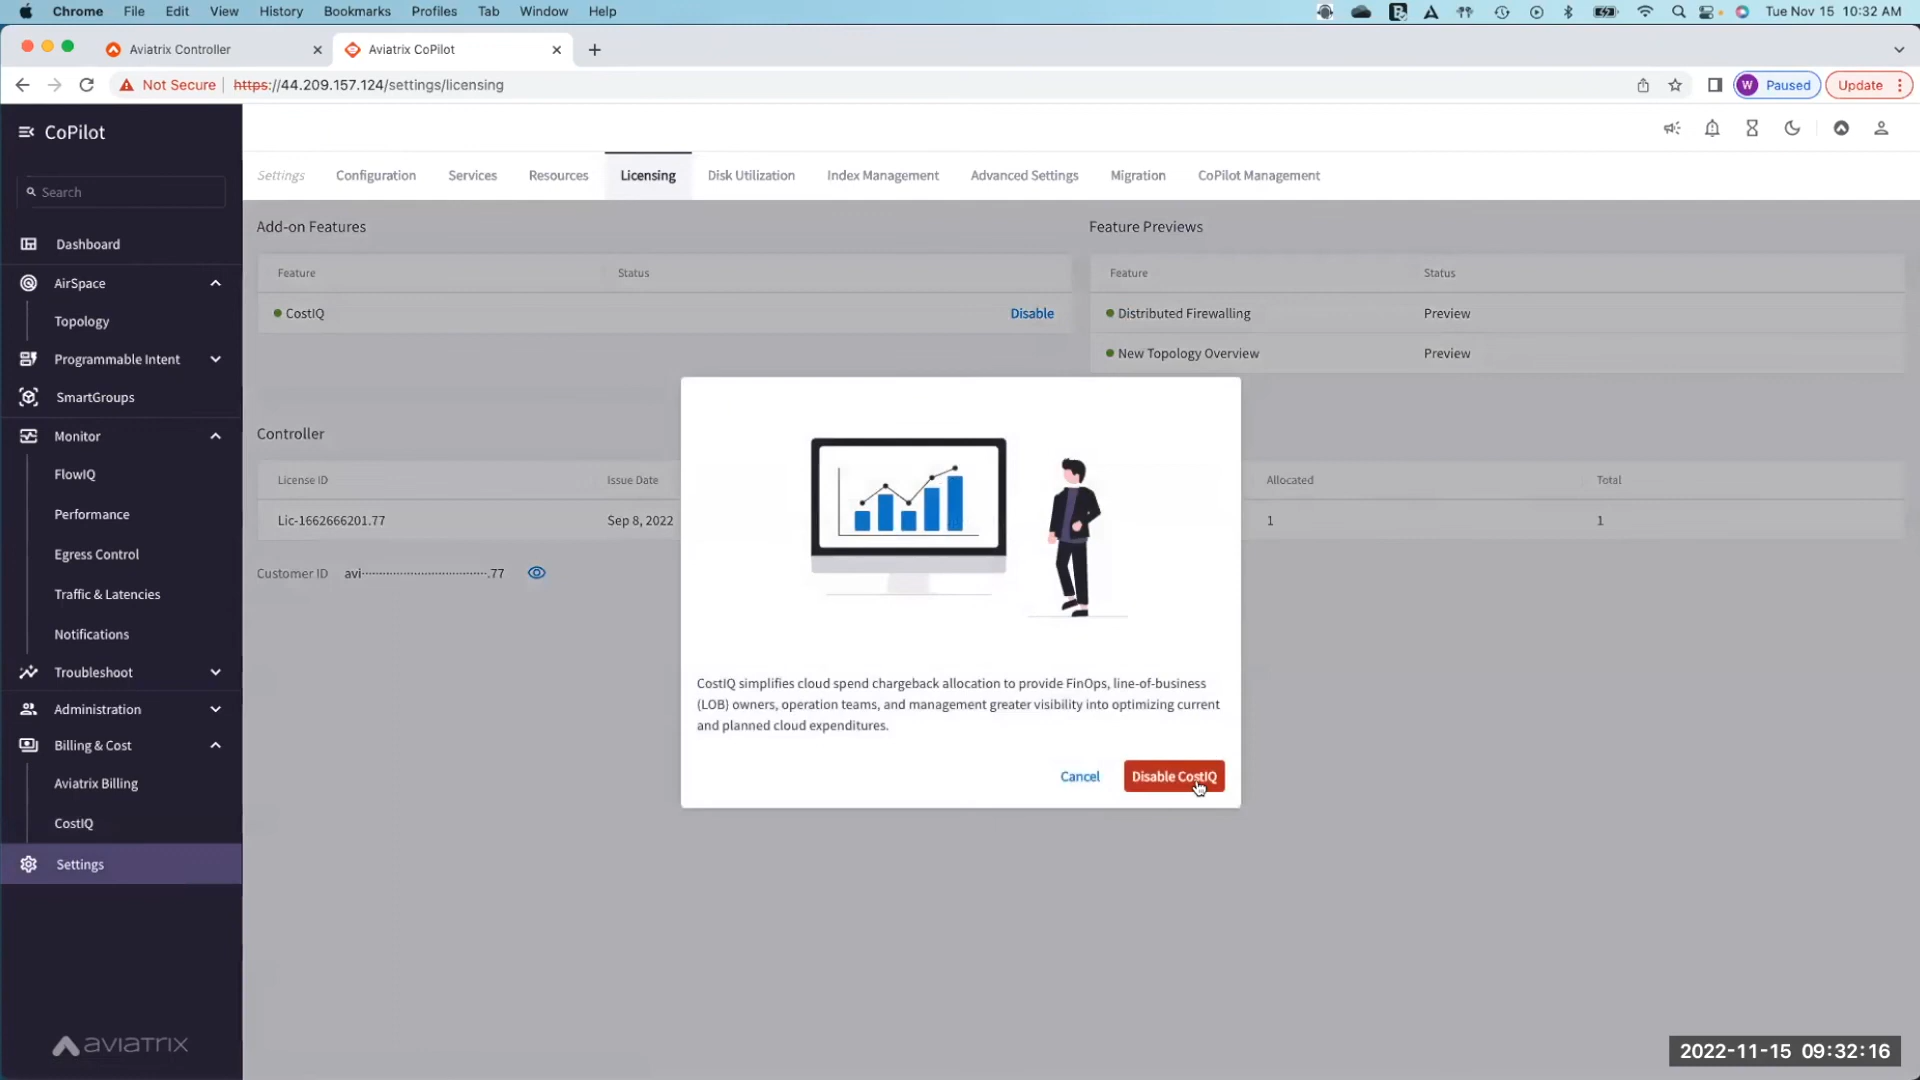 Chrome File Edit View History Bookmarks Profiles Tab Window Help Tue Nov 15 10:32 AM
Aviatrix Controller Aviatrix CoPilot
Not Secure https://44.209.157.124/settings/licensing W Paused Update
CoPilot
Search
Dashboard
AirSpace
Topology
Programmable Intent
SmartGroups
Monitor
FlowIQ
Performance
Egress Control
Traffic & Latencies
Notifications
Troubleshoot
Administration
Billing & Cost
Aviatrix Billing
CostIQ
Settings
aviatrix
Settings Configuration Services Resources Licensing Disk Utilization Index Management Advanced Settings Migration CoPilot Management
Add-on Features
Feature Status
CostIQ Disable
Feature Previews
Feature Status
Distributed Firewalling Preview
New Topology Overview Preview
Controller
License ID Issue Date Allocated Total
Lic-1662666201.77 Sep 8, 2022 1 1
Customer ID avi·································.77
CostIQ simplifies cloud spend chargeback allocation to provide FinOps, line-of-business
(LOB) owners, operation teams, and management greater visibility into optimizing current
and planned cloud expenditures.
Cancel Disable CostIQ
2022-11-15 09:32:16